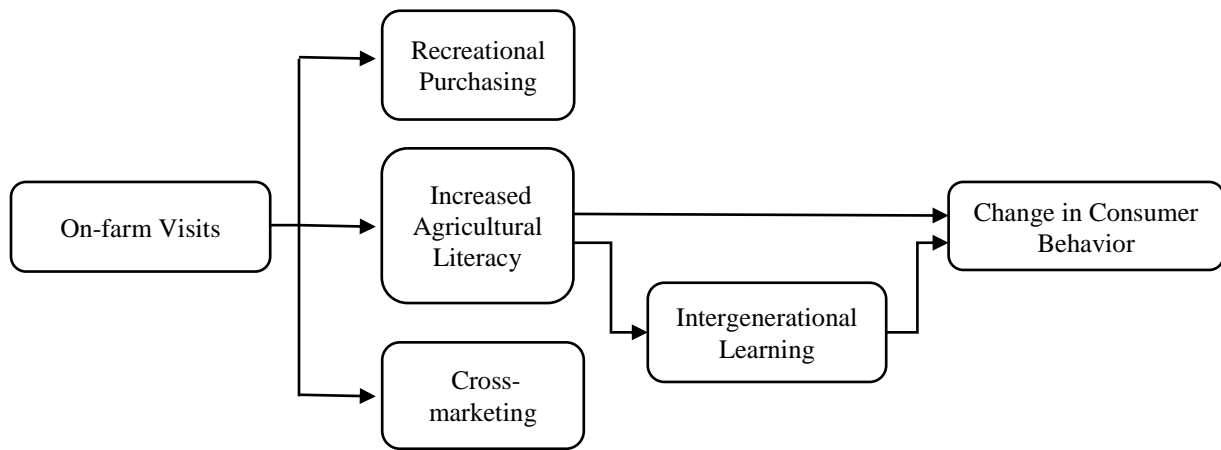 Recreational
Purchasing
On-farm Visits
Increased
Agricultural
Literacy
Change in Consumer
Behavior
Intergenerational
Learning
Cross-
marketing